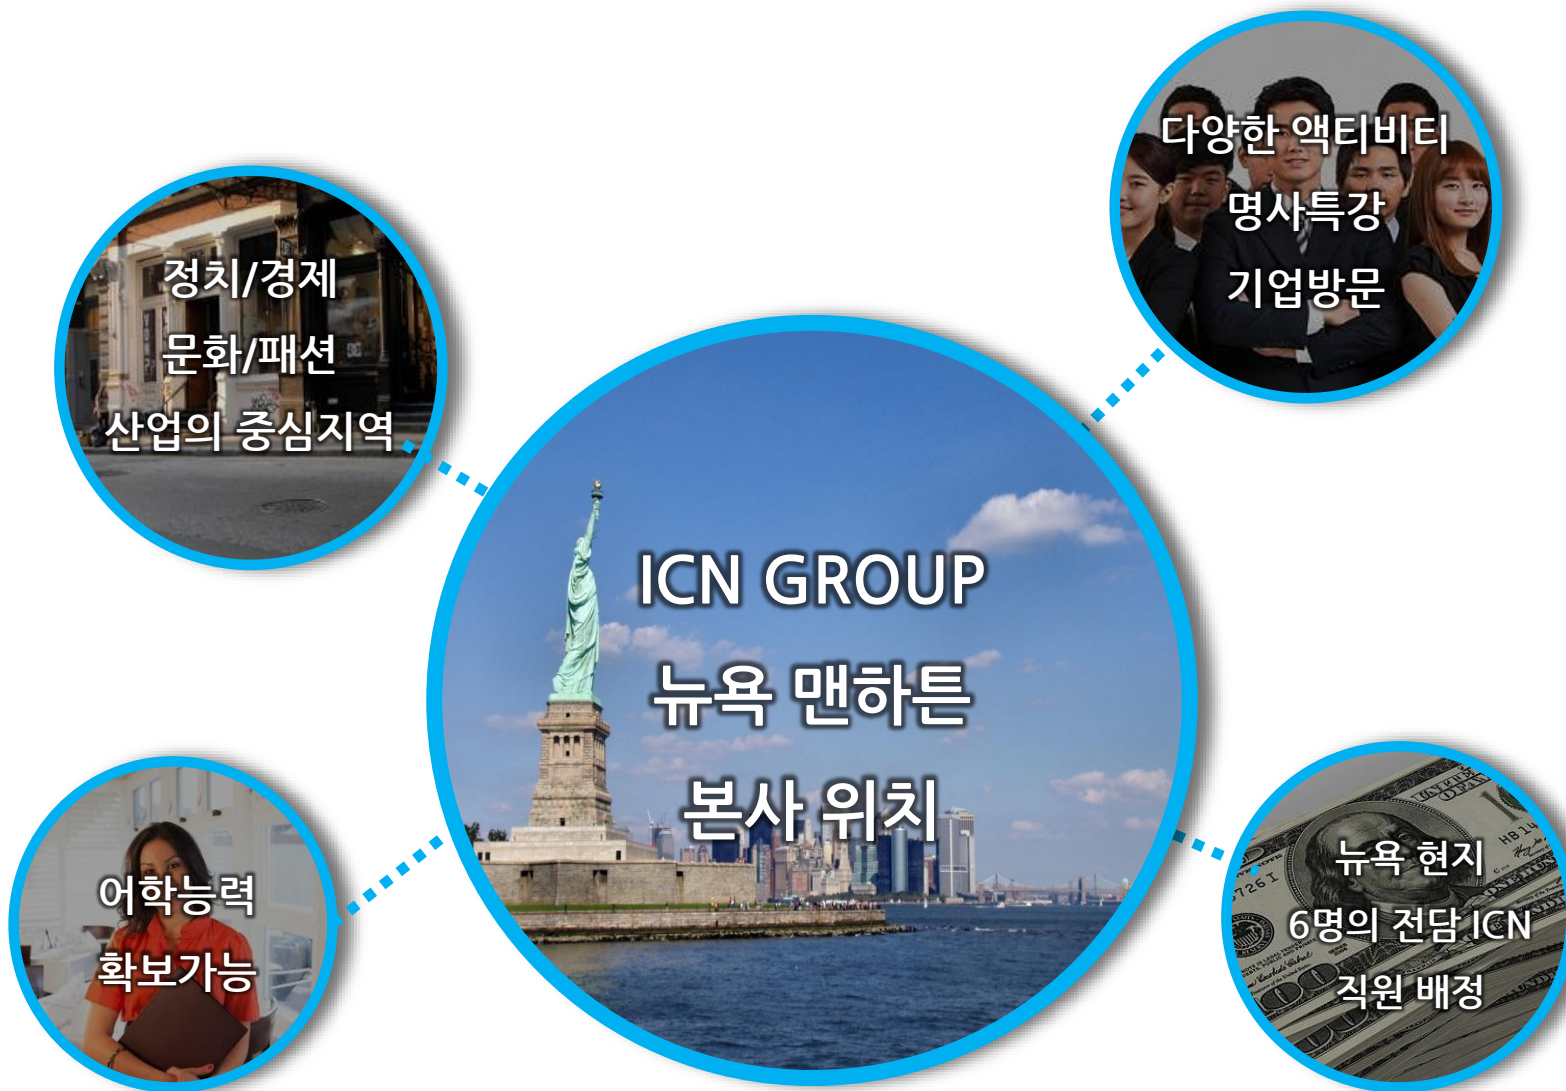 다양한 액티비티
명사특강
기업방문
정치/경제
문화/패션
산업의 중심지역
ICN GROUP
뉴욕 맨하튼
본사 위치
어학능력
확보가능
뉴욕 현지
6명의 전담 ICN
직원 배정